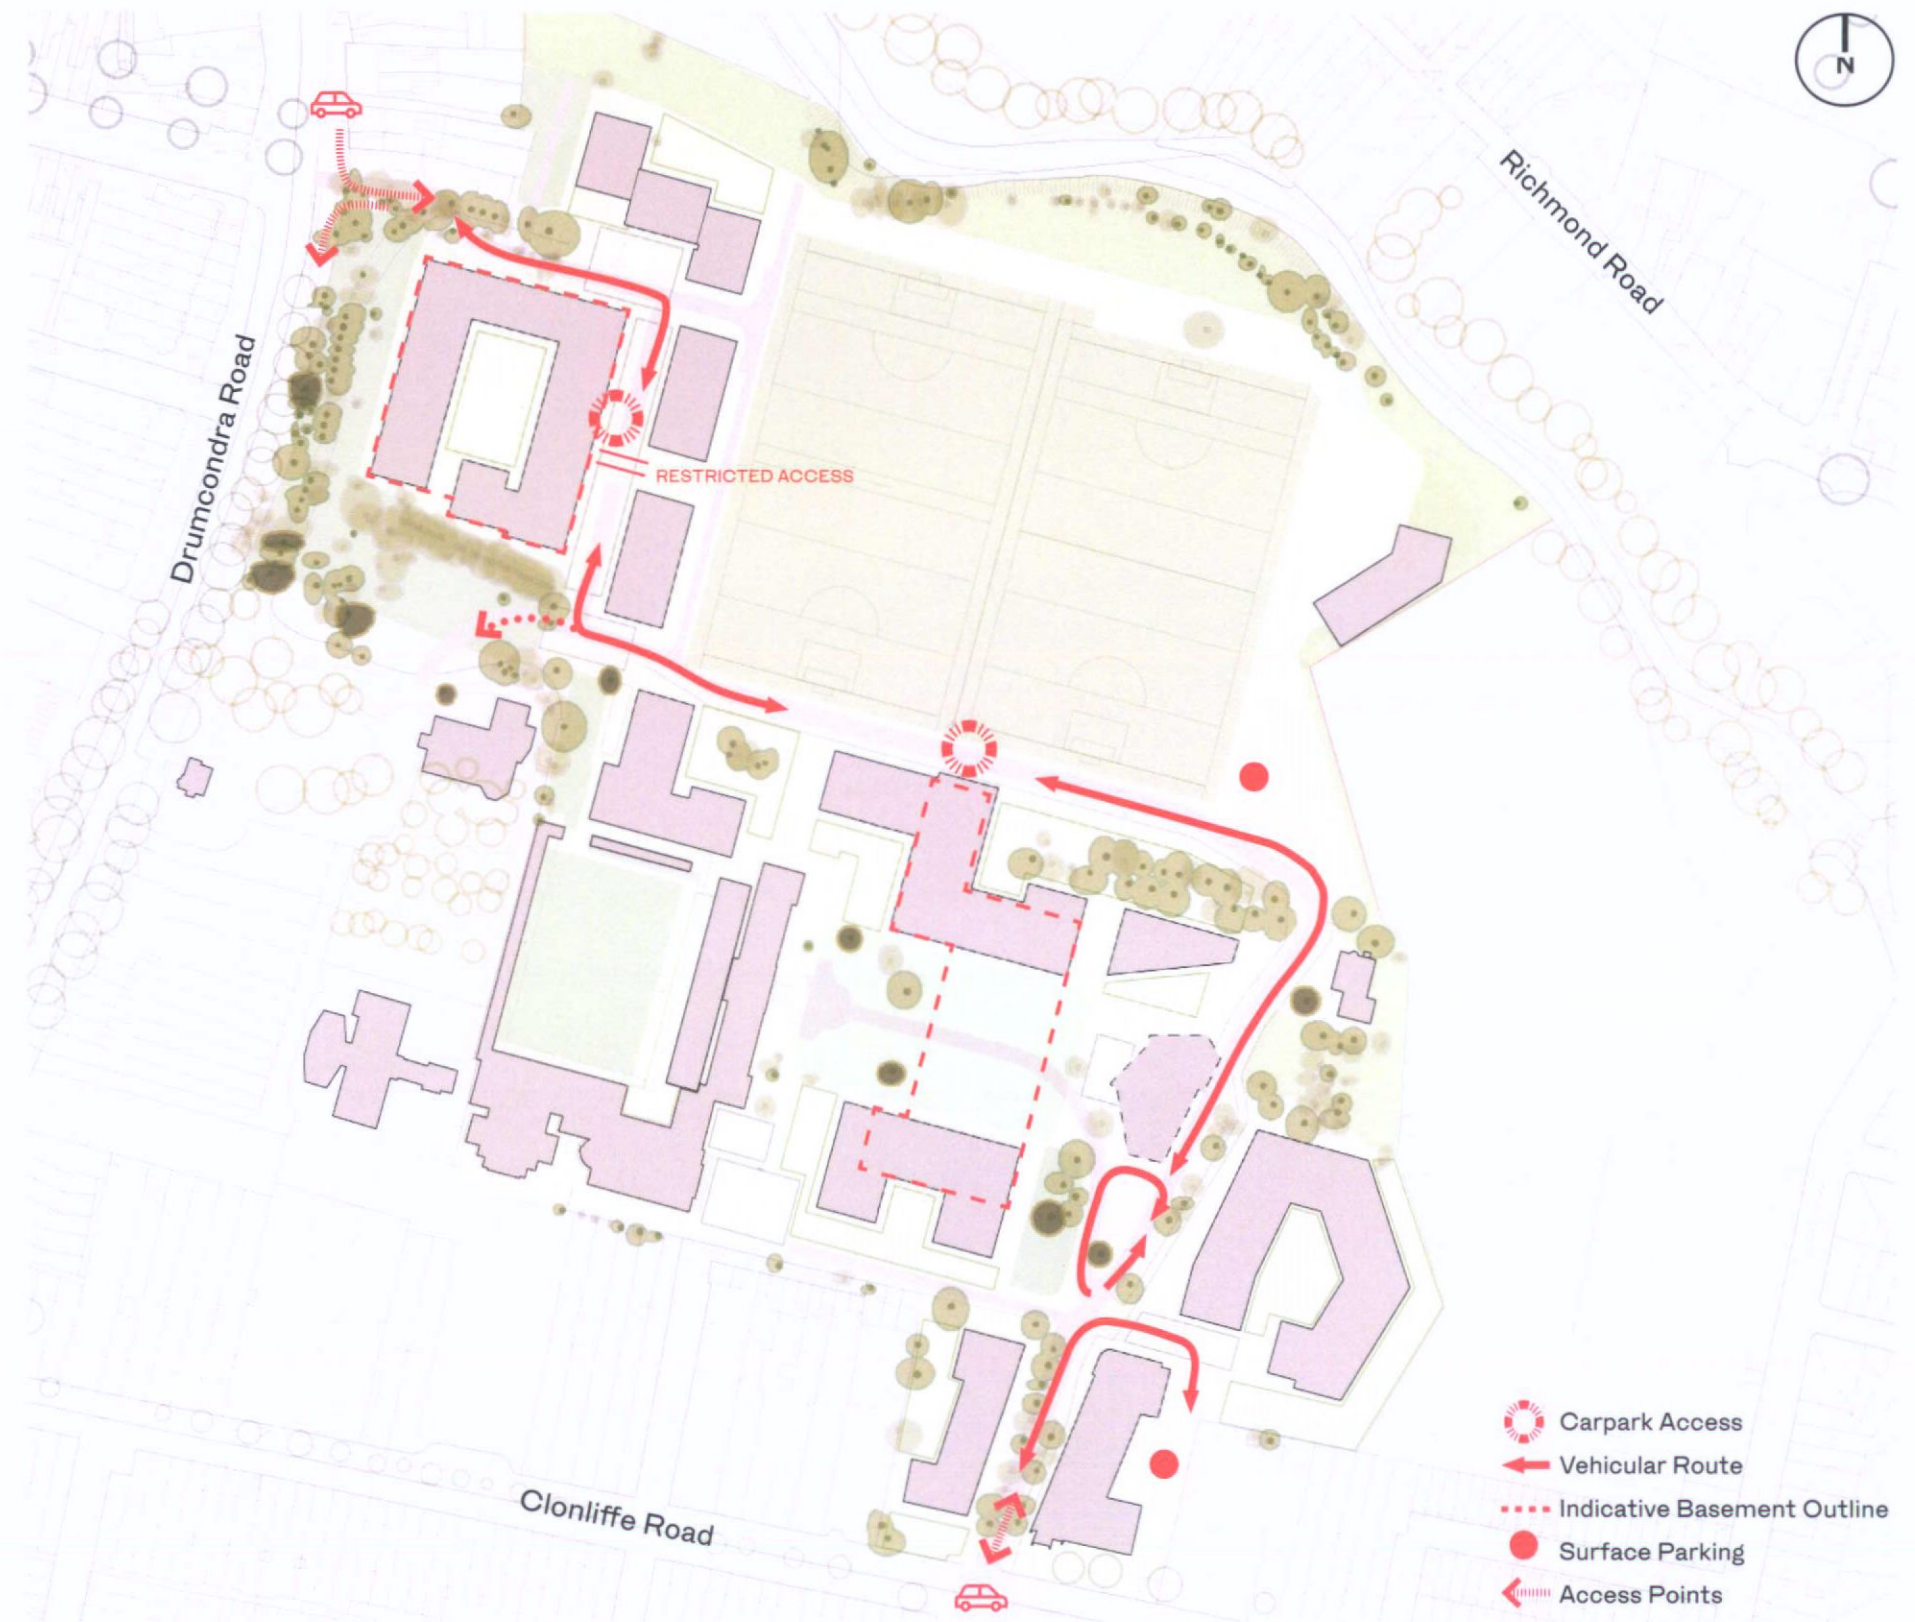 N
Richmond Road
Drumcondra Road
RESTRICTED ACCESS
Clonliffe Road
Carpark Access
Vehicular Route
Indicative Basement Outline
Surface Parking
Access Points